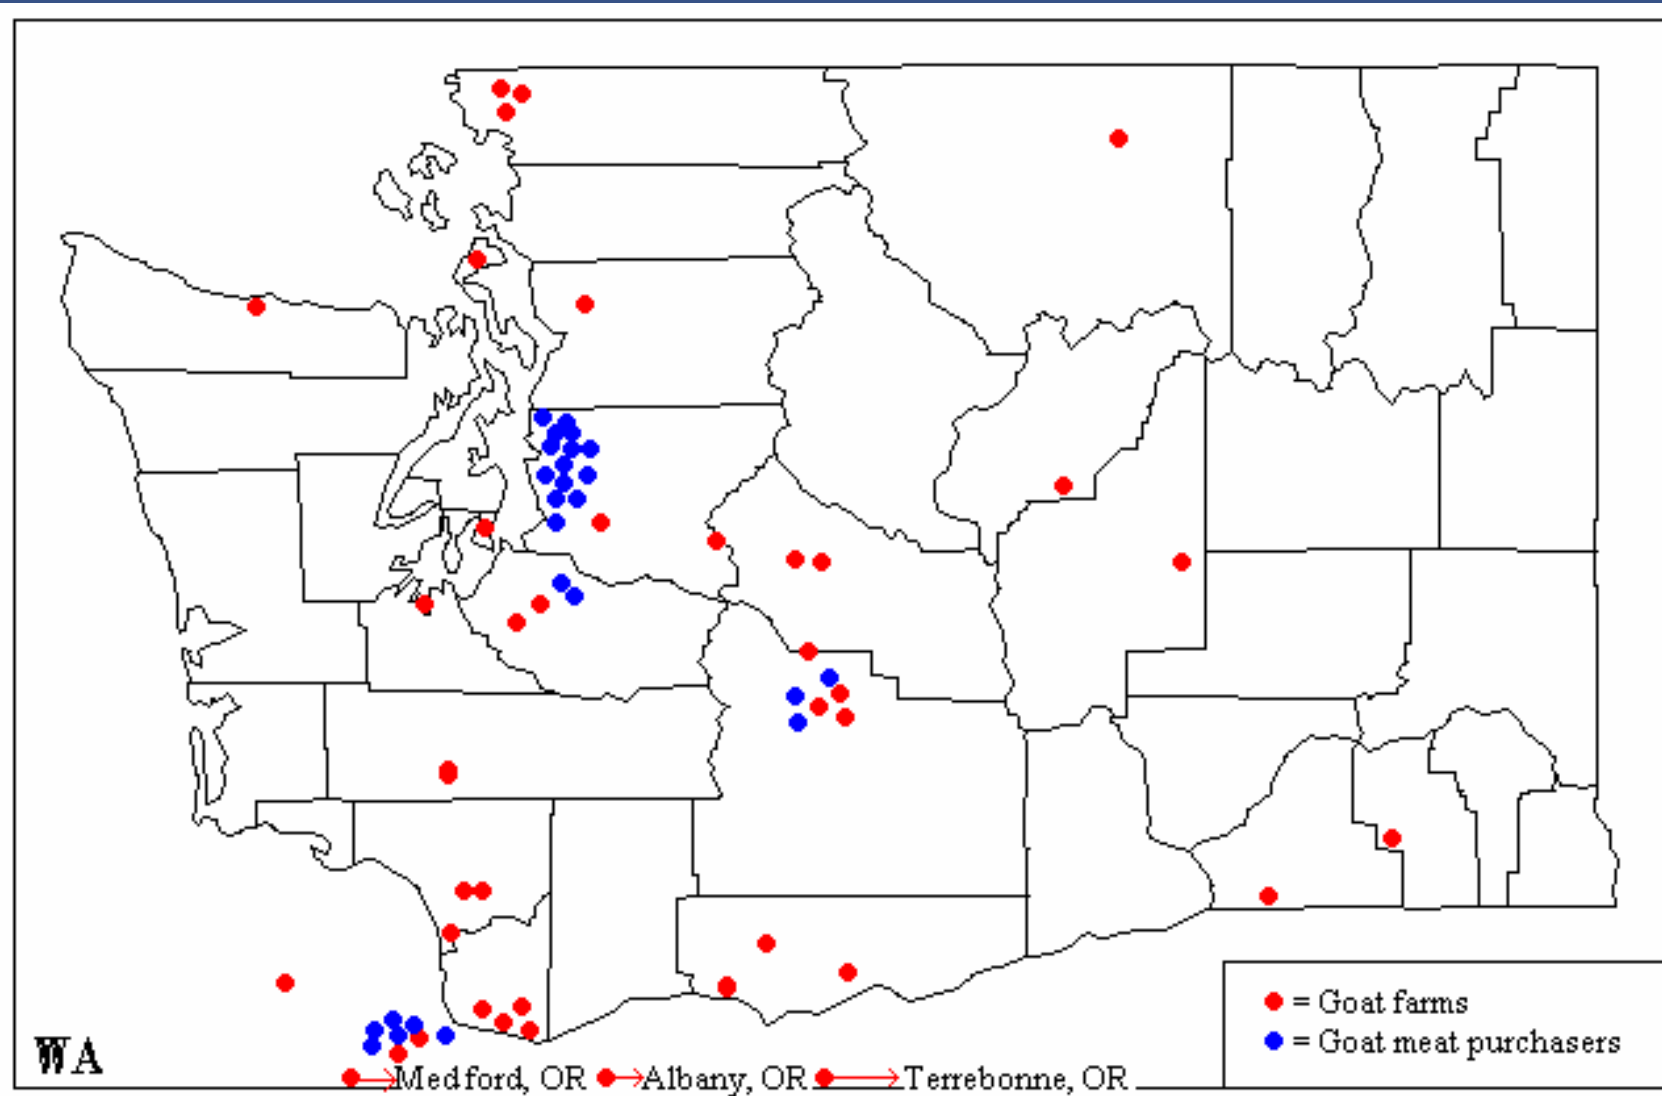 = Goat farms
= Goat meat purchasers
WA
Medford, OR Albany, OR Terrebonne, OR